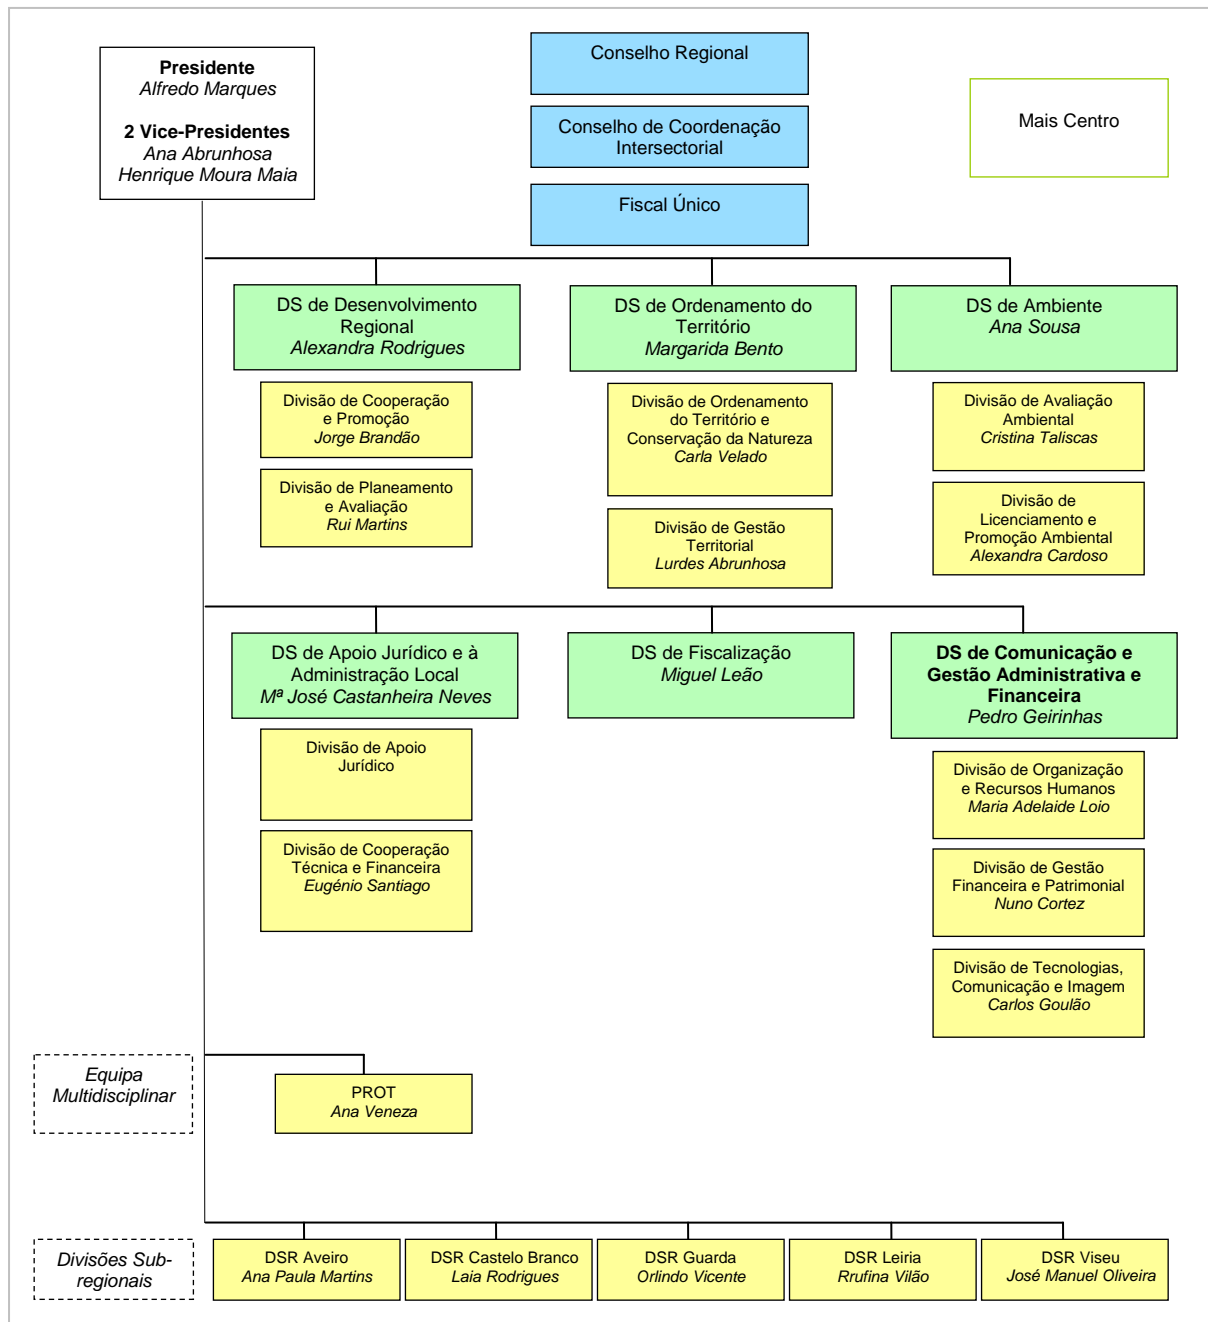 Presidente
Alfredo Marques
2 Vice-Presidentes
Ana Abrunhosa
Henrique Moura Maia
Conselho Regional
Conselho de Coordenação
Intersectorial
Fiscal Único
Mais Centro
DS de Desenvolvimento
Regional
Alexandra Rodrigues
DS de Ordenamento do
Território
Margarida Bento
DS de Ambiente
Ana Sousa
Divisão de Cooperação
e Promoção
Jorge Brandão
Divisão de Planeamento
e Avaliação
Rui Martins
Divisão de Ordenamento
do Território e
Conservação da Natureza
Carla Velado
Divisão de Gestão
Territorial
Lurdes Abrunhosa
Divisão de Avaliação
Ambiental
Cristina Taliscas
Divisão de
Licenciamento e
Promoção Ambiental
Alexandra Cardoso
DS de Apoio Jurídico e à
Administração Local
Mª José Castanheira Neves
DS de Fiscalização
Miguel Leão
DS de Comunicação e
Gestão Administrativa e
Financeira
Pedro Geirinhas
Divisão de Apoio
Jurídico
Divisão de Cooperação
Técnica e Financeira
Eugénio Santiago
Divisão de Organização
e Recursos Humanos
Maria Adelaide Loio
Divisão de Gestão
Financeira e Patrimonial
Nuno Cortez
Divisão de Tecnologias,
Comunicação e Imagem
Carlos Goulão
Equipa
Multidisciplinar
PROT
Ana Veneza
Divisões Sub-
regionais
DSR Aveiro
Ana Paula Martins
DSR Castelo Branco
Laia Rodrigues
DSR Guarda
Orlindo Vicente
DSR Leiria
Rrufina Vilão
DSR Viseu
José Manuel Oliveira